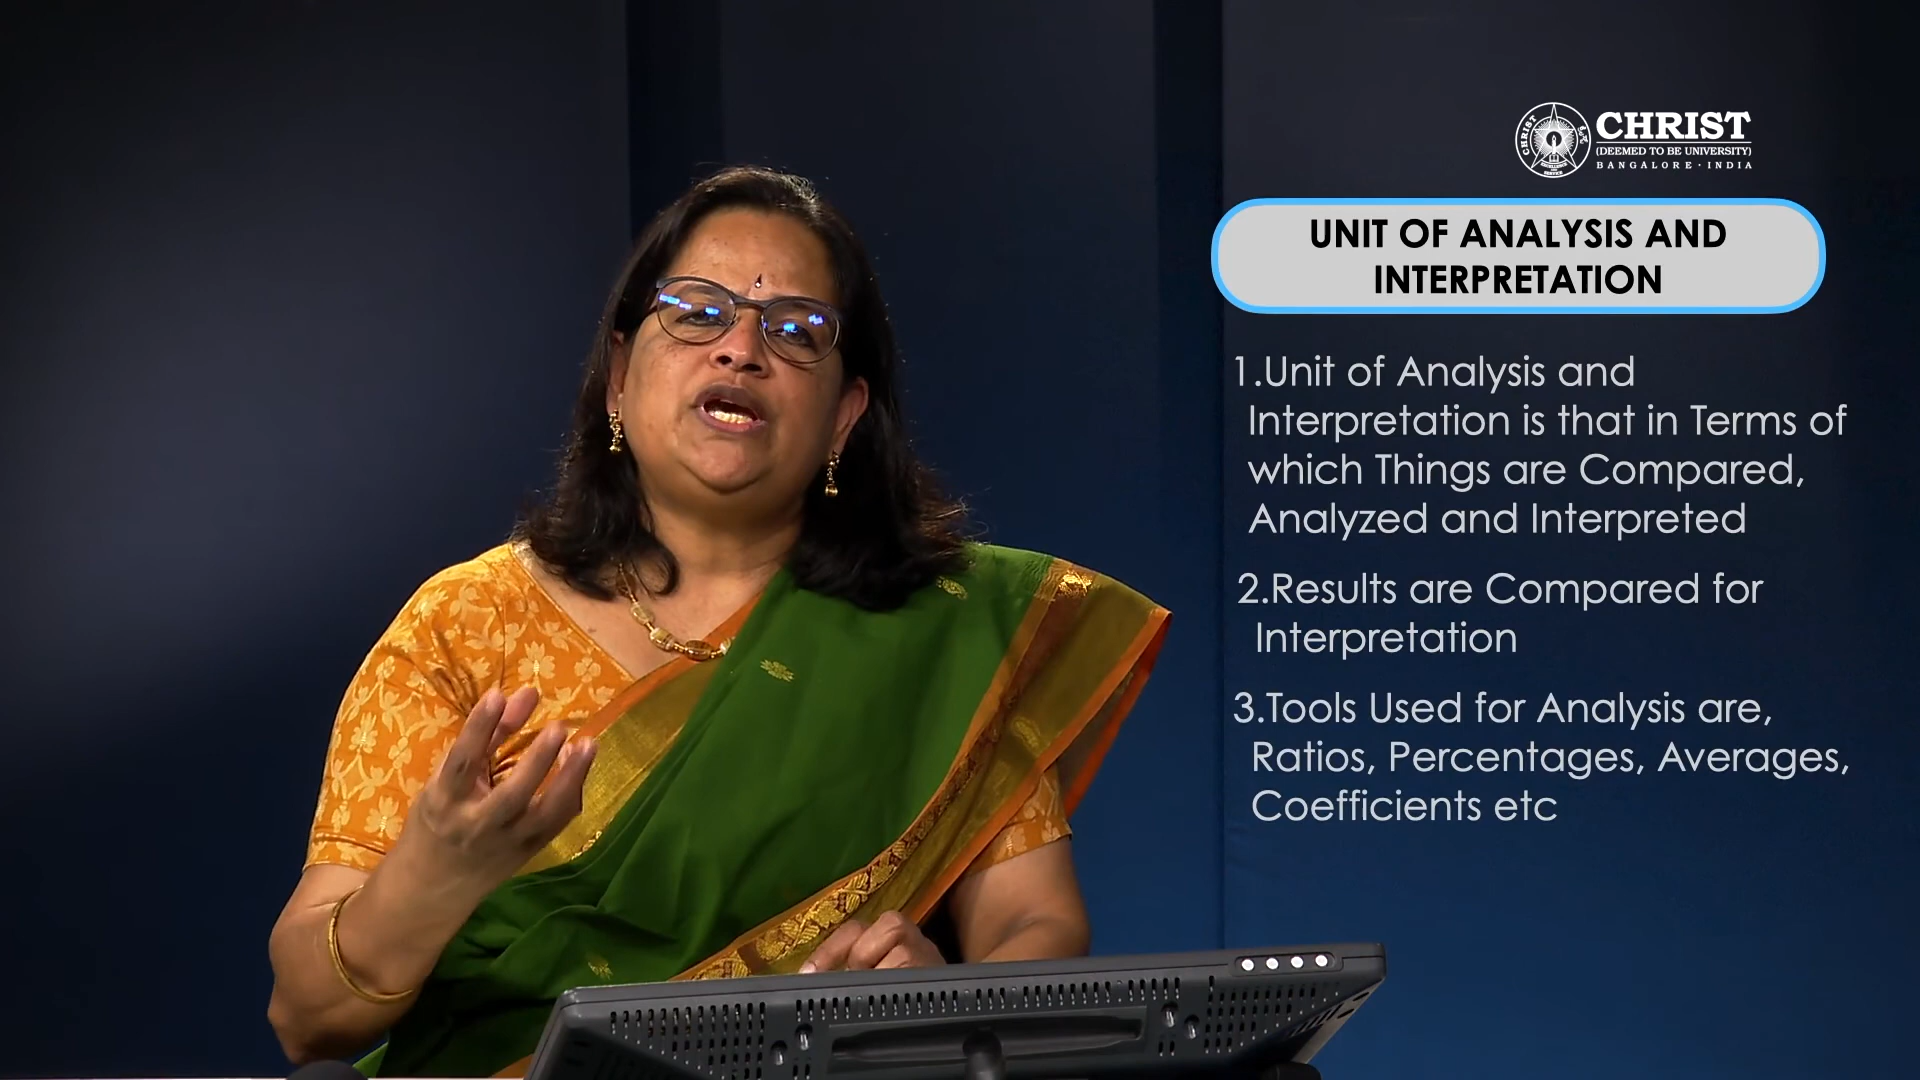 CHRIST
(DEEMED TO BE UNIVERSITY)
BANGALORE · INDIA
UNIT OF ANALYSIS AND
INTERPRETATION
1.Unit of Analysis and
Interpretation is that in Terms of
which Things are Compared,
Analyzed and Interpreted
2.Results are Compared for
Interpretation
3.Tools Used for Analysis are,
Ratios, Percentages, Averages,
Coefficients etc